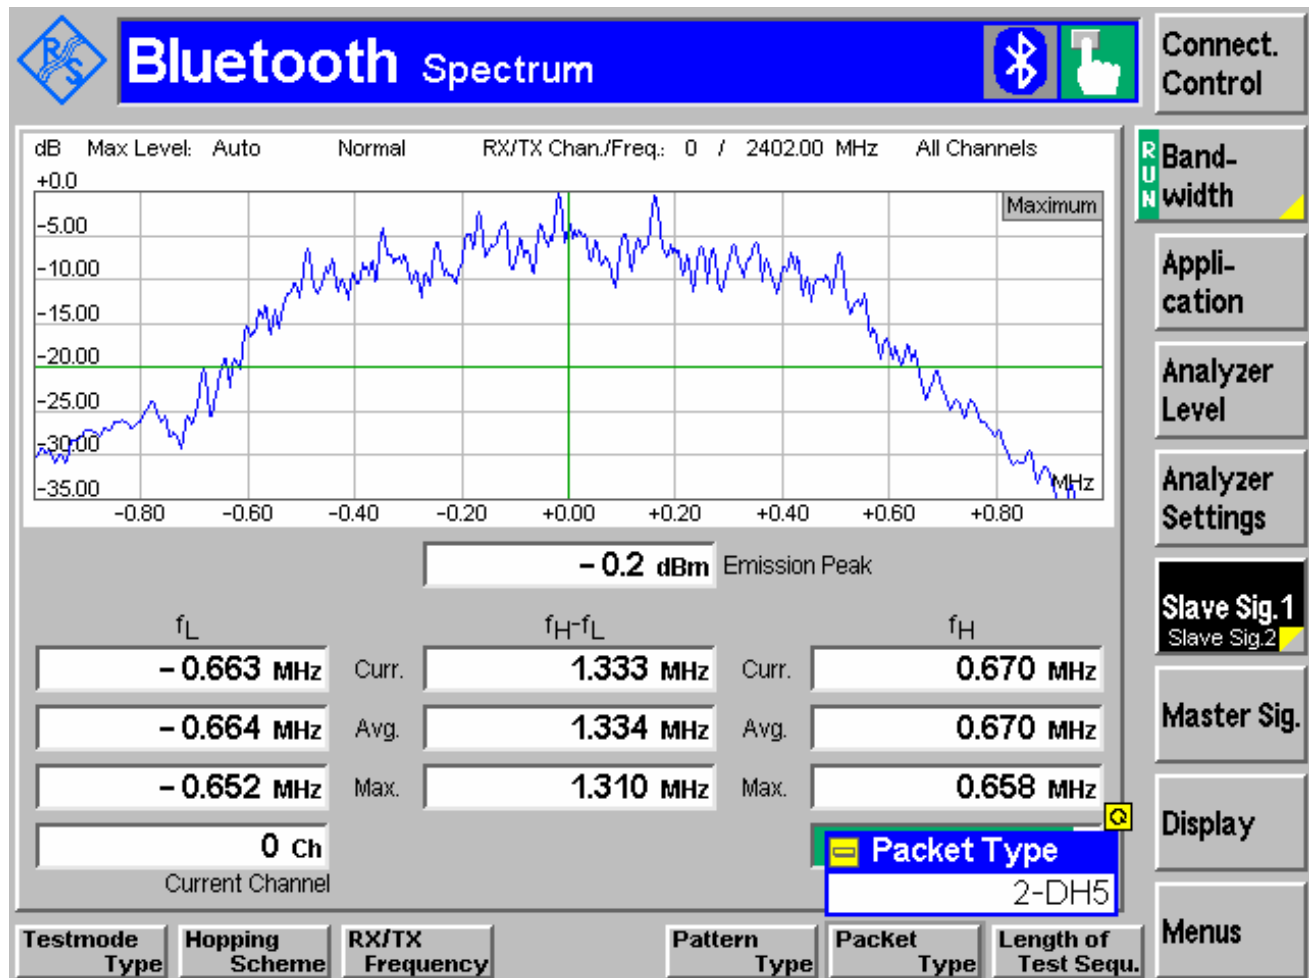 R S
Bluetooth Spectrum
Connect.
Control
dB Max Level: Auto Normal RX/TX Chan./Freq.: 0 / 2402.00 MHz All Channels
+0.0
-5.00
-10.00
-15.00
-20.00
-25.00
-30.00
-35.00
Maximum
MHz
-0.80 -0.60 -0.40 -0.20 +0.00 +0.20 +0.40 +0.60 +0.80
RUN
Band-
width
Appli-
cation
Analyzer
Level
Analyzer
Settings
Slave Sig.1
Slave Sig.2
Master Sig.
Display
Menus
-0.2 dBm Emission Peak
fL fH-fL fH
-0.663 MHz Curr. 1.333 MHz Curr. 0.670 MHz
-0.664 MHz Avg. 1.334 MHz Avg. 0.670 MHz
-0.652 MHz Max. 1.310 MHz Max. 0.658 MHz
0 Ch
Current Channel
Packet Type
2-DH5
Testmode
Type
Hopping
Scheme
RX/TX
Frequency
Pattern
Type
Packet
Type
Length of
Test Sequ.